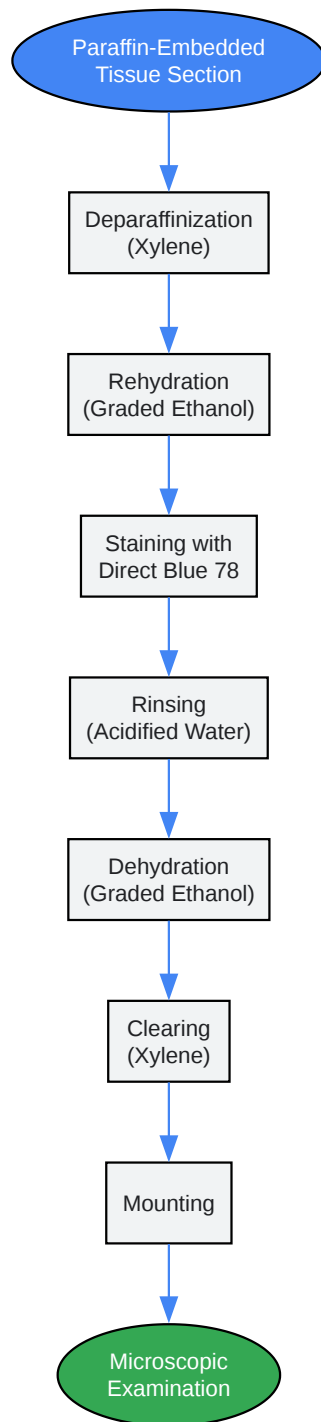 Paraffin-Embedded
Tissue Section
Deparaffinization
(Xylene)
Rehydration
(Graded Ethanol)
Staining with
Direct Blue 78
Rinsing
(Acidified Water)
Dehydration
(Graded Ethanol)
Clearing
(Xylene)
Mounting
Microscopic
Examination